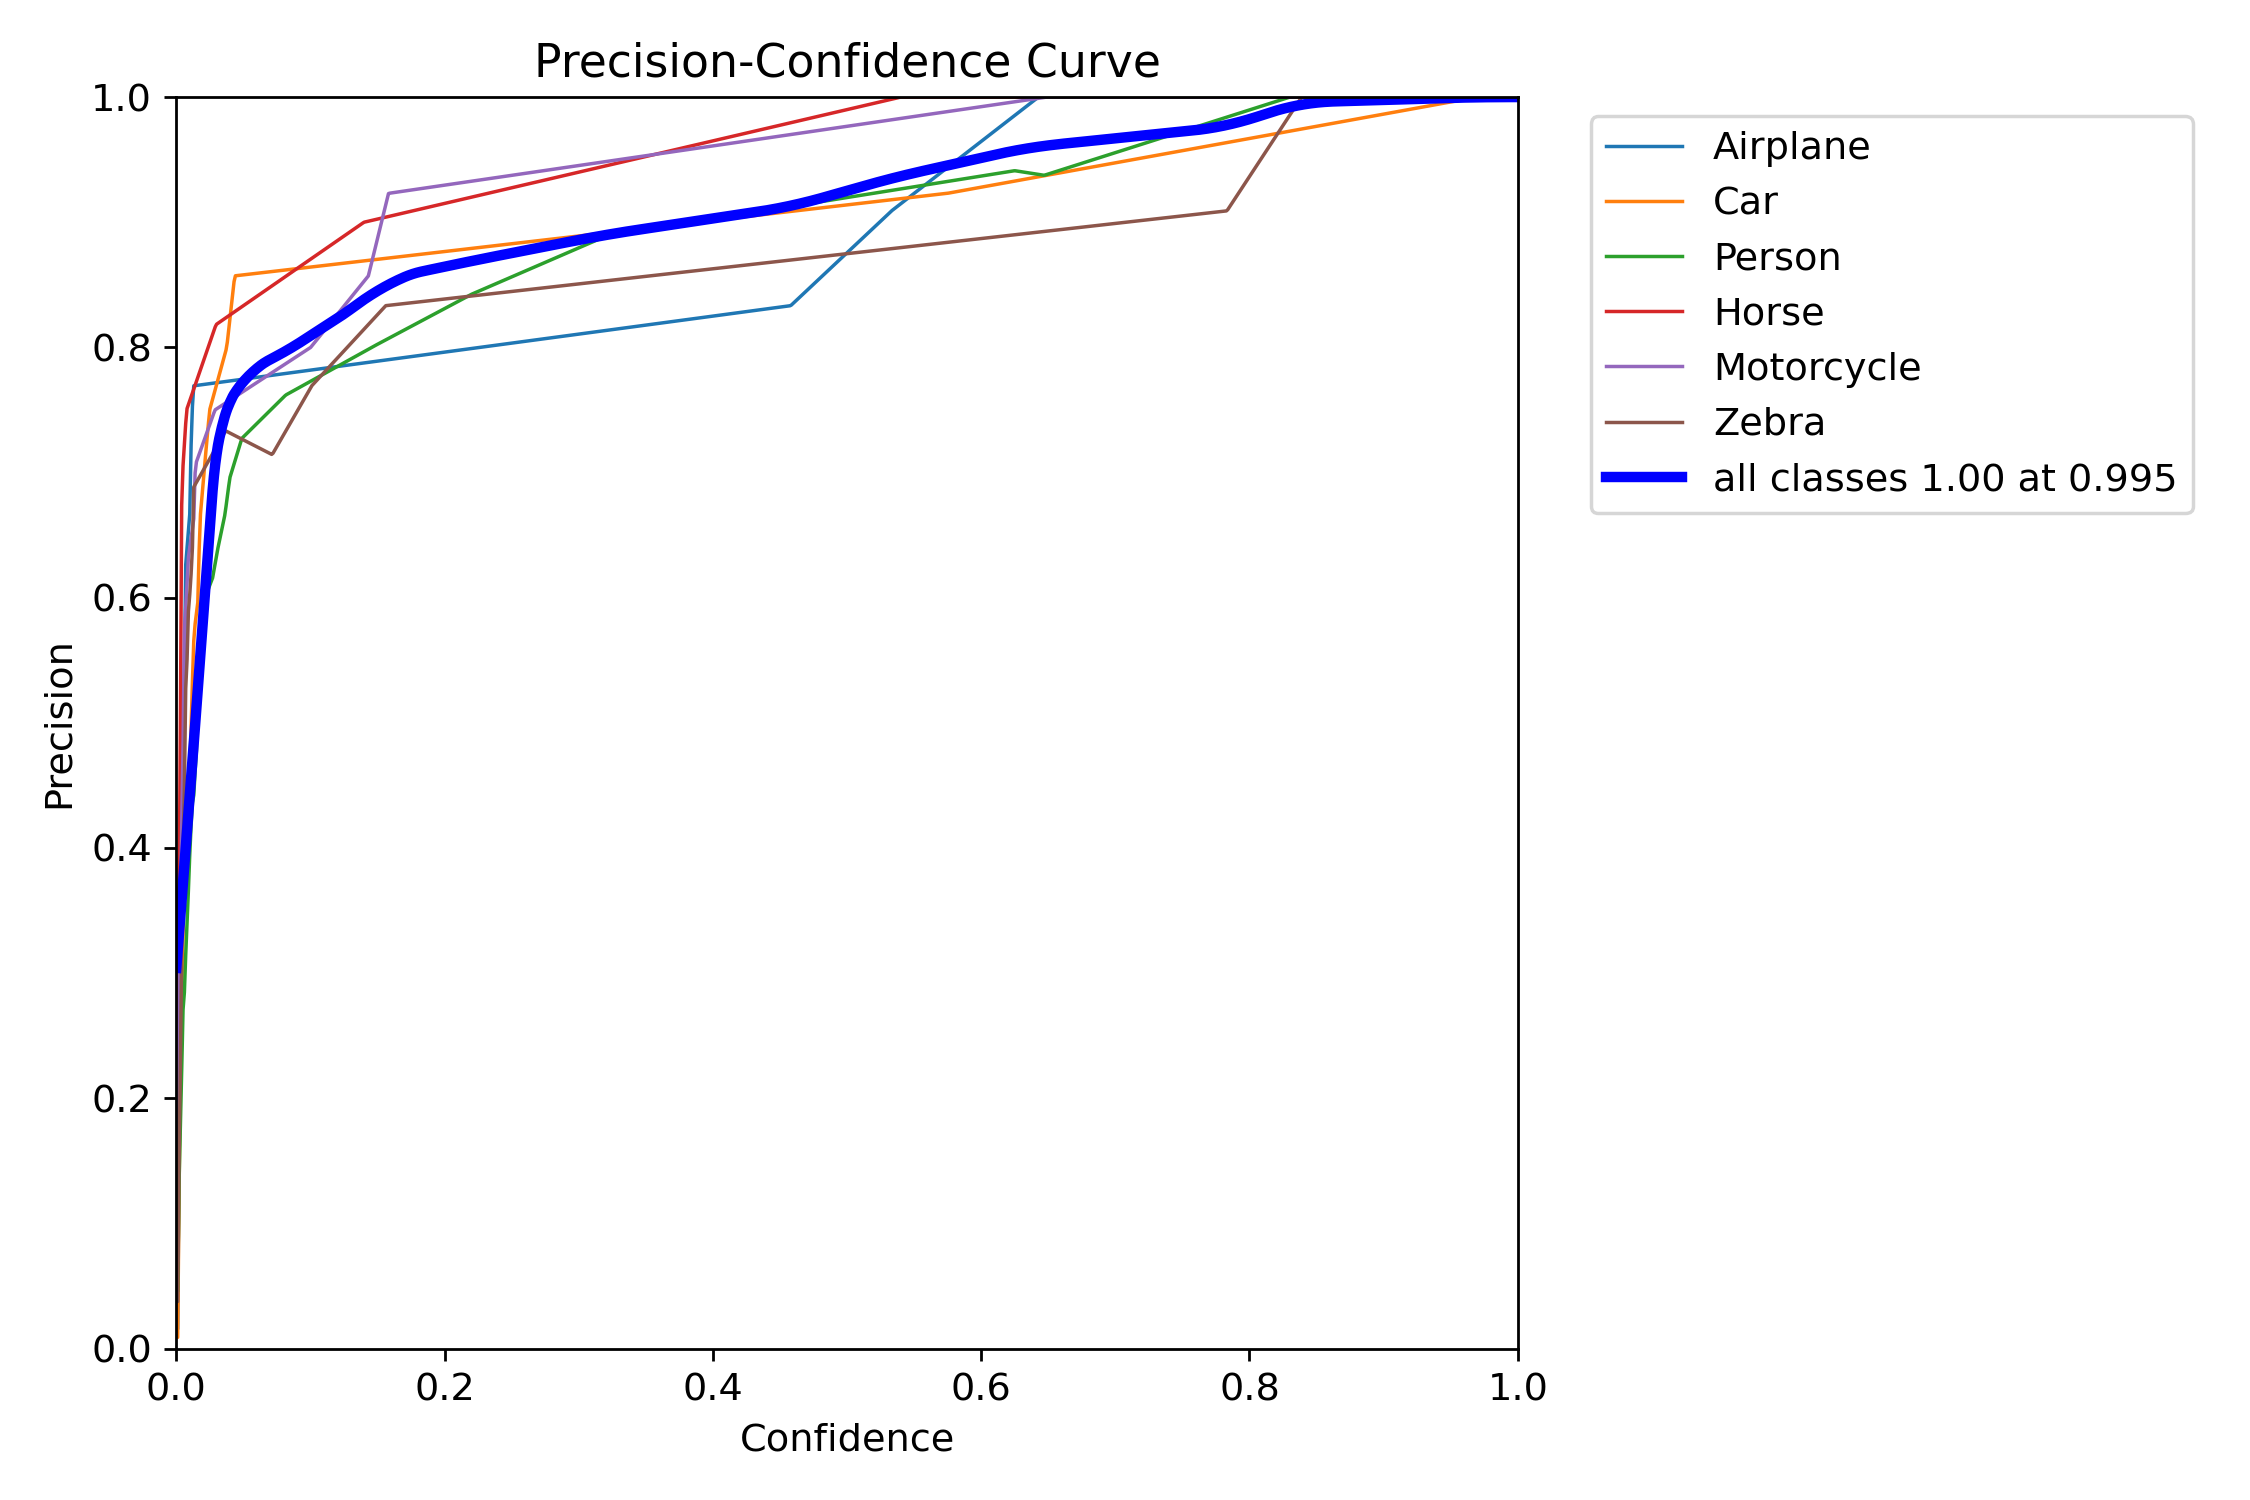 Precision-Confidence Curve
1.0
0.8
0.6
0.4
0.2
0.0
Precision
0.0 0.2 0.4 0.6 0.8 1.0
Confidence
Airplane
Car
Person
Horse
Motorcycle
Zebra
all classes 1.00 at 0.995